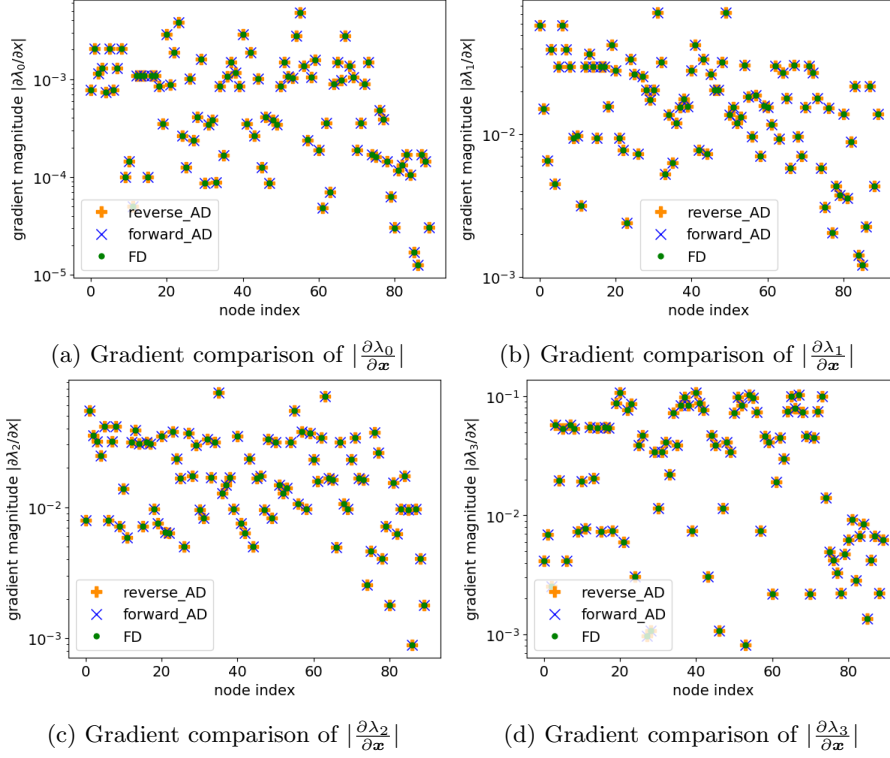 gradient magnitude |∂λ₀/∂x|
10⁻³
10⁻⁴
10⁻⁵
reverse_AD
forward_AD
FD
0 20 40 60 80
node index
(a) Gradient comparison of |∂λ₀/∂𝒙|
gradient magnitude |∂λ₁/∂x|
10⁻²
10⁻³
reverse_AD
forward_AD
FD
0 20 40 60 80
node index
(b) Gradient comparison of |∂λ₁/∂𝒙|
gradient magnitude |∂λ₂/∂x|
10⁻²
10⁻³
reverse_AD
forward_AD
FD
0 20 40 60 80
node index
(c) Gradient comparison of |∂λ₂/∂𝒙|
gradient magnitude |∂λ₃/∂x|
10⁻¹
10⁻²
10⁻³
reverse_AD
forward_AD
FD
0 20 40 60 80
node index
(d) Gradient comparison of |∂λ₃/∂𝒙|